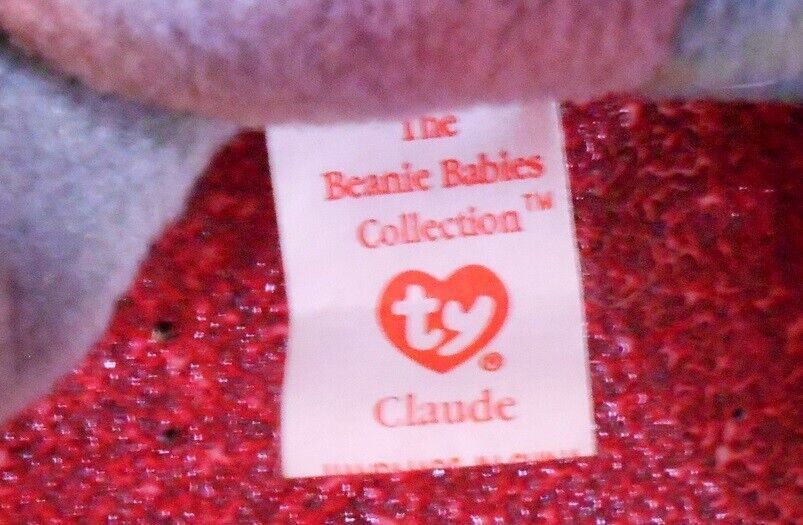 The
Beanie Babies
Collection™
ty®
Claude